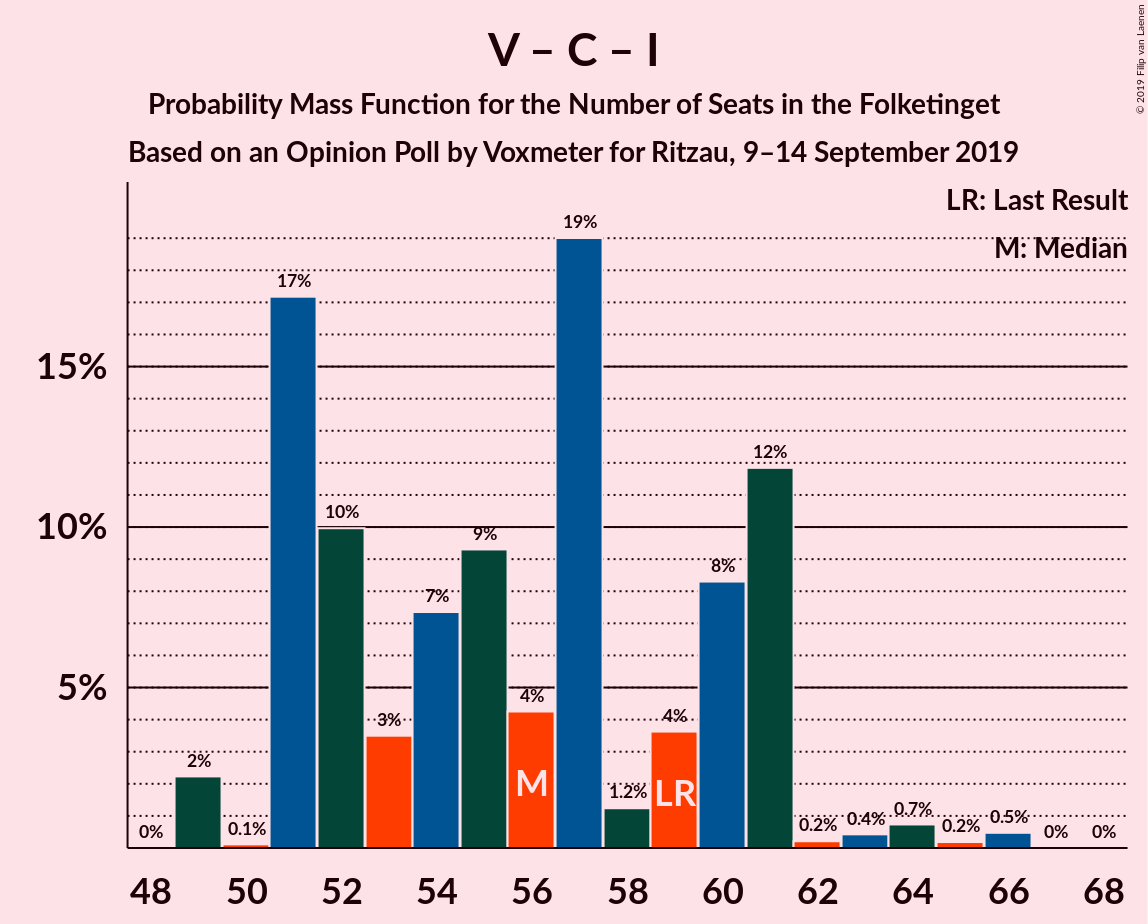 V – C – I
Probability Mass Function for the Number of Seats in the Folketinget
Based on an Opinion Poll by Voxmeter for Ritzau, 9–14 September 2019
© 2019 Filip van Laenen
LR: Last Result
M: Median
15%
10%
5%
0%
2%
0.1%
17%
10%
3%
7%
9%
4%
M
19%
1.2%
4%
LR
8%
12%
0.2%
0.4%
0.7%
0.2%
0.5%
0%
0%
48 50 52 54 56 58 60 62 64 66 68